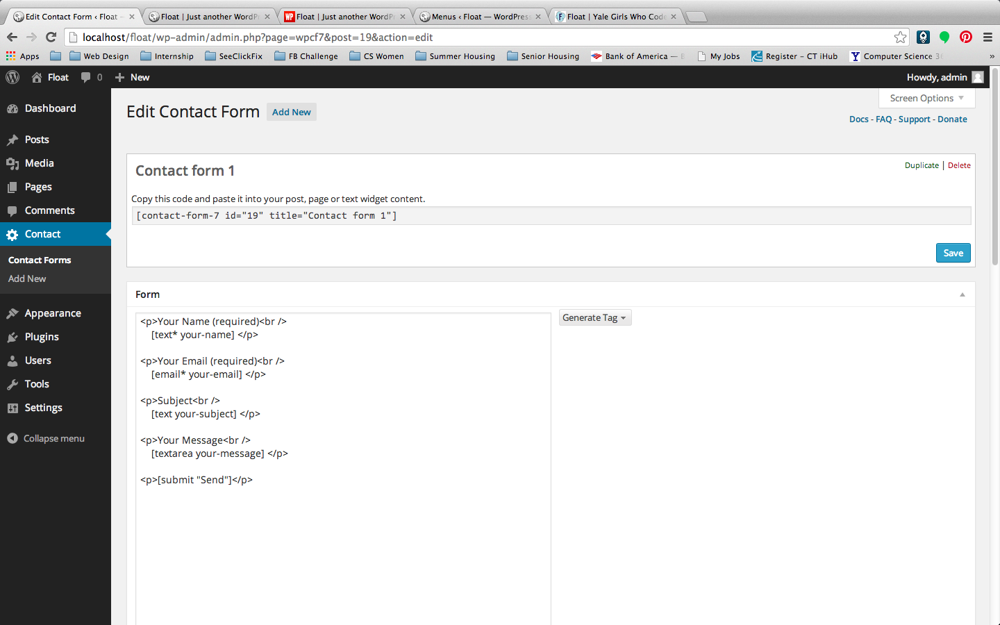 Edit Contact Form ‹ Float —
Float | Just another WordPr
WP Float | Just another WordPr
Menus ‹ Float — WordPress
F Float | Yale Girls Who Code
localhost/float/wp-admin/admin.php?page=wpcf7&post=19&action=edit
Apps Web Design Internship SeeClickFix FB Challenge CS Women Summer Housing Senior Housing Bank of America — My Jobs Register – CT iHub Y Computer Science »
Float 0 + New Howdy, admin
Dashboard
Posts
Media
Pages
Comments
Contact
Contact Forms
Add New
Appearance
Plugins
Users
Tools
Settings
Collapse menu
Screen Options
Edit Contact Form Add New
Docs - FAQ - Support - Donate
Contact form 1
Duplicate | Delete
Copy this code and paste it into your post, page or text widget content.
[contact-form-7 id="19" title="Contact form 1"]
Save
Form
Generate Tag
<p>Your Name (required)<br />
[text* your-name] </p>
<p>Your Email (required)<br />
[email* your-email] </p>
<p>Subject<br />
[text your-subject] </p>
<p>Your Message<br />
[textarea your-message] </p>
<p>[submit "Send"]</p>